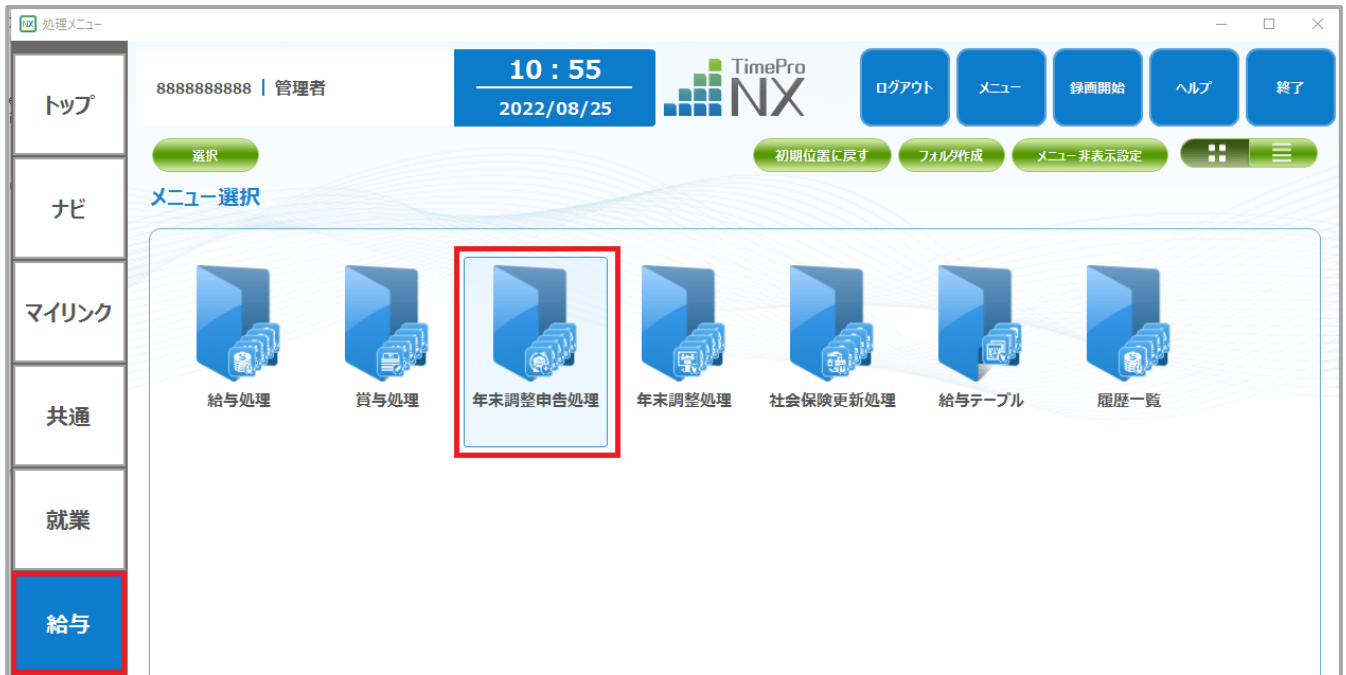 処理メニュー
トップ
ナビ
マイリンク
共通
就業
給与
8888888888 | 管理者
10 : 55
2022/08/25
TimePro
NX
ログアウト
メニュー
録画開始
ヘルプ
終了
選択
初期位置に戻す
フォルダ作成
メニュー非表示設定
メニュー選択
給与処理
賞与処理
年末調整申告処理
年末調整処理
社会保険更新処理
給与テーブル
履歴一覧